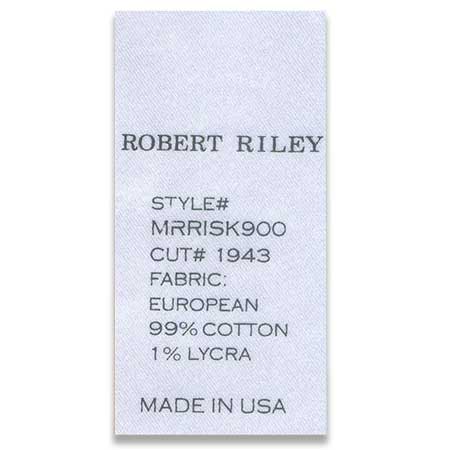 ROBERT RILEY
STYLE#
MRRISK900
CUT# 1943
FABRIC:
EUROPEAN
99% COTTON
1% LYCRA
MADE IN USA